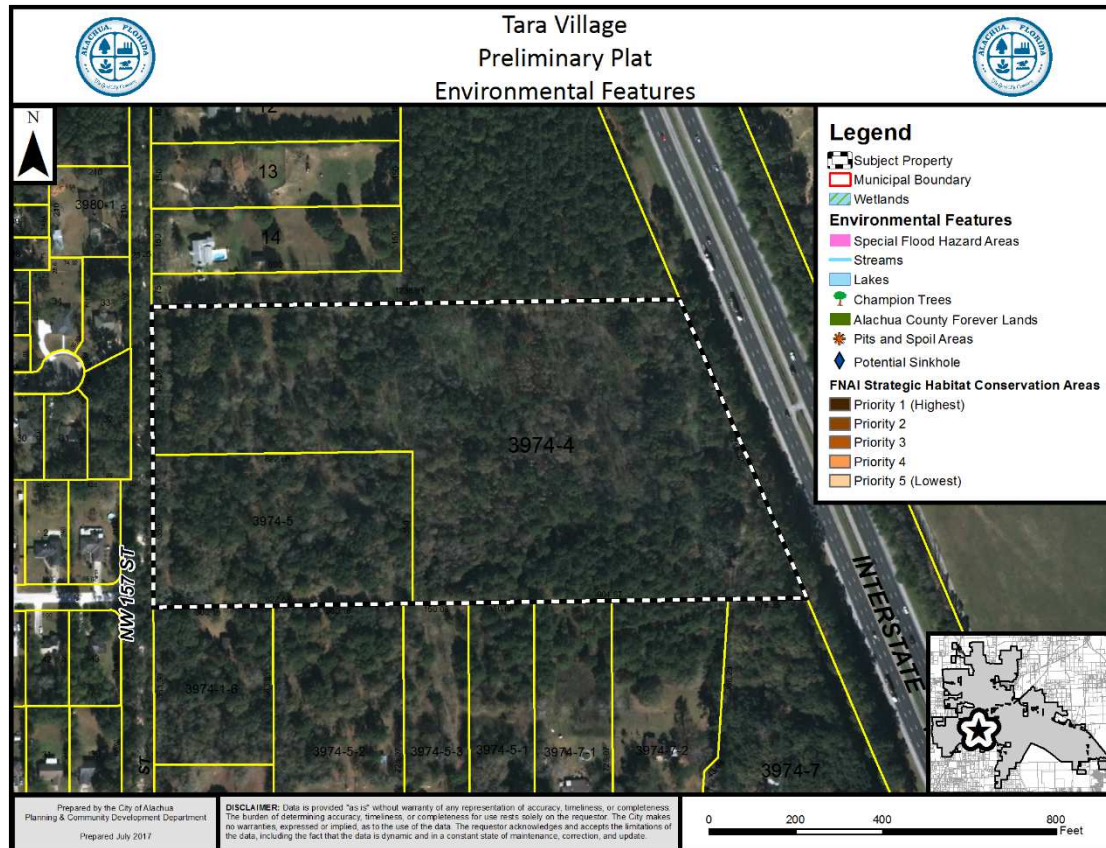 Tara Village
Preliminary Plat
Environmental Features
ALACHUA, FLORIDA
ALACHUA, FLORIDA
N
Legend
Subject Property
Municipal Boundary
Wetlands
Environmental Features
Special Flood Hazard Areas
Streams
Lakes
Champion Trees
Alachua County Forever Lands
Pits and Spoil Areas
Potential Sinkhole
FNAI Strategic Habitat Conservation Areas
Priority 1 (Highest)
Priority 2
Priority 3
Priority 4
Priority 5 (Lowest)
12
13
14
3980-1
33
3974-4
3974-5
NW 157 ST
INTERSTATE
3974-1-6
3974-5-2
3974-5-3
3974-5-1
3974-7-1
3974-7-2
3974-7
ST
Prepared by the City of Alachua
Planning & Community Development Department
Prepared July 2017
DISCLAIMER: Data is provided "as is" without warranty of any representation of accuracy, timeliness, or completeness.
The burden of determining accuracy, timeliness, or completeness for use rests solely on the requestor. The City makes
no warranties, expressed or implied, as to the use of the data. The requestor acknowledges and accepts the limitations of
the data, including the fact that the data is dynamic and in a constant state of maintenance, correction, and update.
0 200 400 600 800
Feet